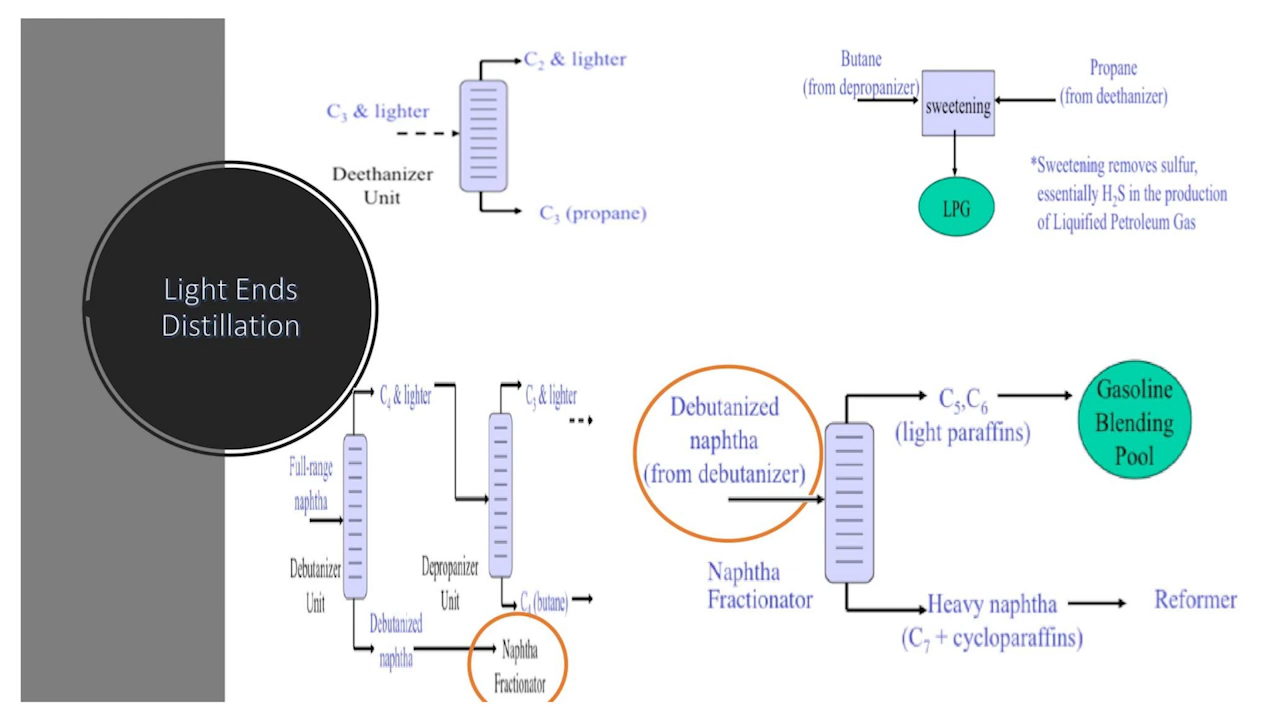 Light Ends
Distillation
C₂ & lighter
C₃ & lighter
Deethanizer
Unit
C₃ (propane)
Butane
(from depropanizer)
Propane
(from deethanizer)
sweetening
LPG
*Sweetening removes sulfur,
essentially H₂S in the production
of Liquified Petroleum Gas
C₄ & lighter
C₃ & lighter
Full-range
naphtha
Debutanizer
Unit
Depropanizer
Unit
C₄ (butane)
Debutanized
naphtha
Naphtha
Fractionator
Debutanized
naphtha
(from debutanizer)
Naphtha
Fractionator
C₅,C₆
(light paraffins)
Gasoline
Blending
Pool
Heavy naphtha
(C₇ + cycloparaffins)
Reformer